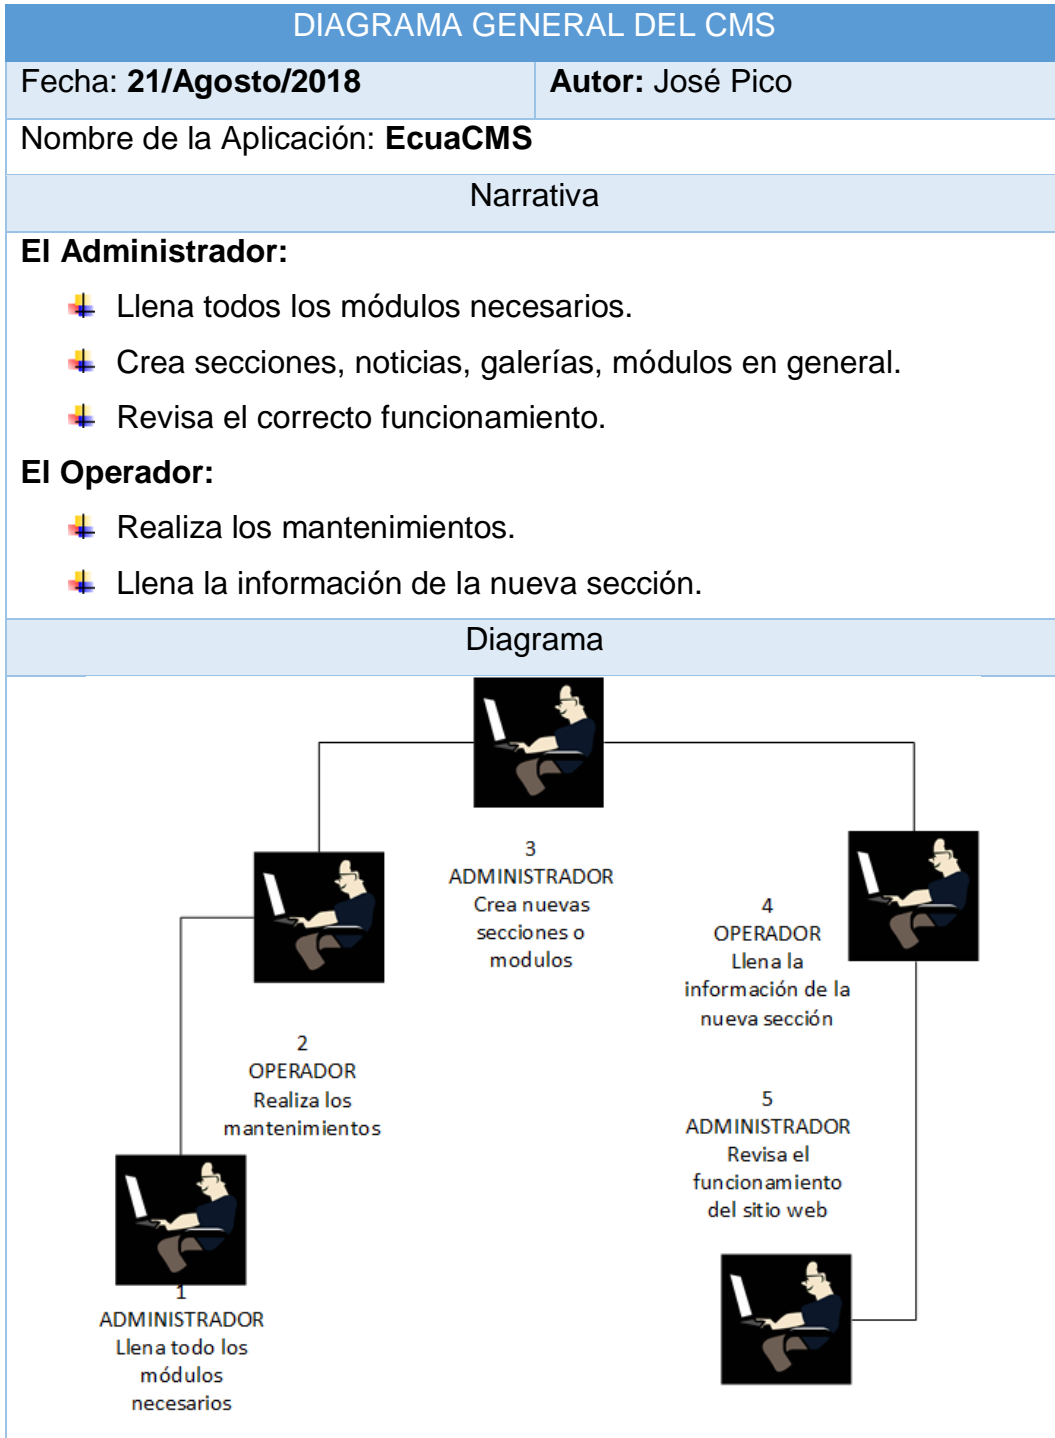 DIAGRAMA GENERAL DEL CMS
Fecha: 21/Agosto/2018
Autor: José Pico
Nombre de la Aplicación: EcuaCMS
Narrativa
El Administrador:
Llena todos los módulos necesarios.
Crea secciones, noticias, galerías, módulos en general.
Revisa el correcto funcionamiento.
El Operador:
Realiza los mantenimientos.
Llena la información de la nueva sección.
Diagrama
3
ADMINISTRADOR
Crea nuevas
secciones o
modulos
4
OPERADOR
Llena la
información de la
nueva sección
2
OPERADOR
Realiza los
mantenimientos
5
ADMINISTRADOR
Revisa el
funcionamiento
del sitio web
1
ADMINISTRADOR
Llena todo los
módulos
necesarios